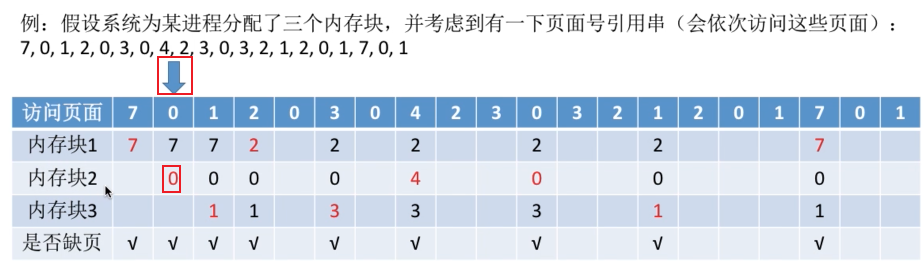 例：假设系统为某进程分配了三个内存块，并考虑到有一下页面号引用串（会依次访问这些页面）：
7, 0, 1, 2, 0, 3, 0, 4, 2, 3, 0, 3, 2, 1, 2, 0, 1, 7, 0, 1
访问页面 7 0 1 2 0 3 0 4 2 3 0 3 2 1 2 0 1 7 0 1
内存块1 7 7 7 2 2 2 2 2 7
内存块2 0 0 0 0 4 0 0 0
内存块3 1 1 3 3 3 1 1
是否缺页 √ √ √ √ √ √ √ √ √